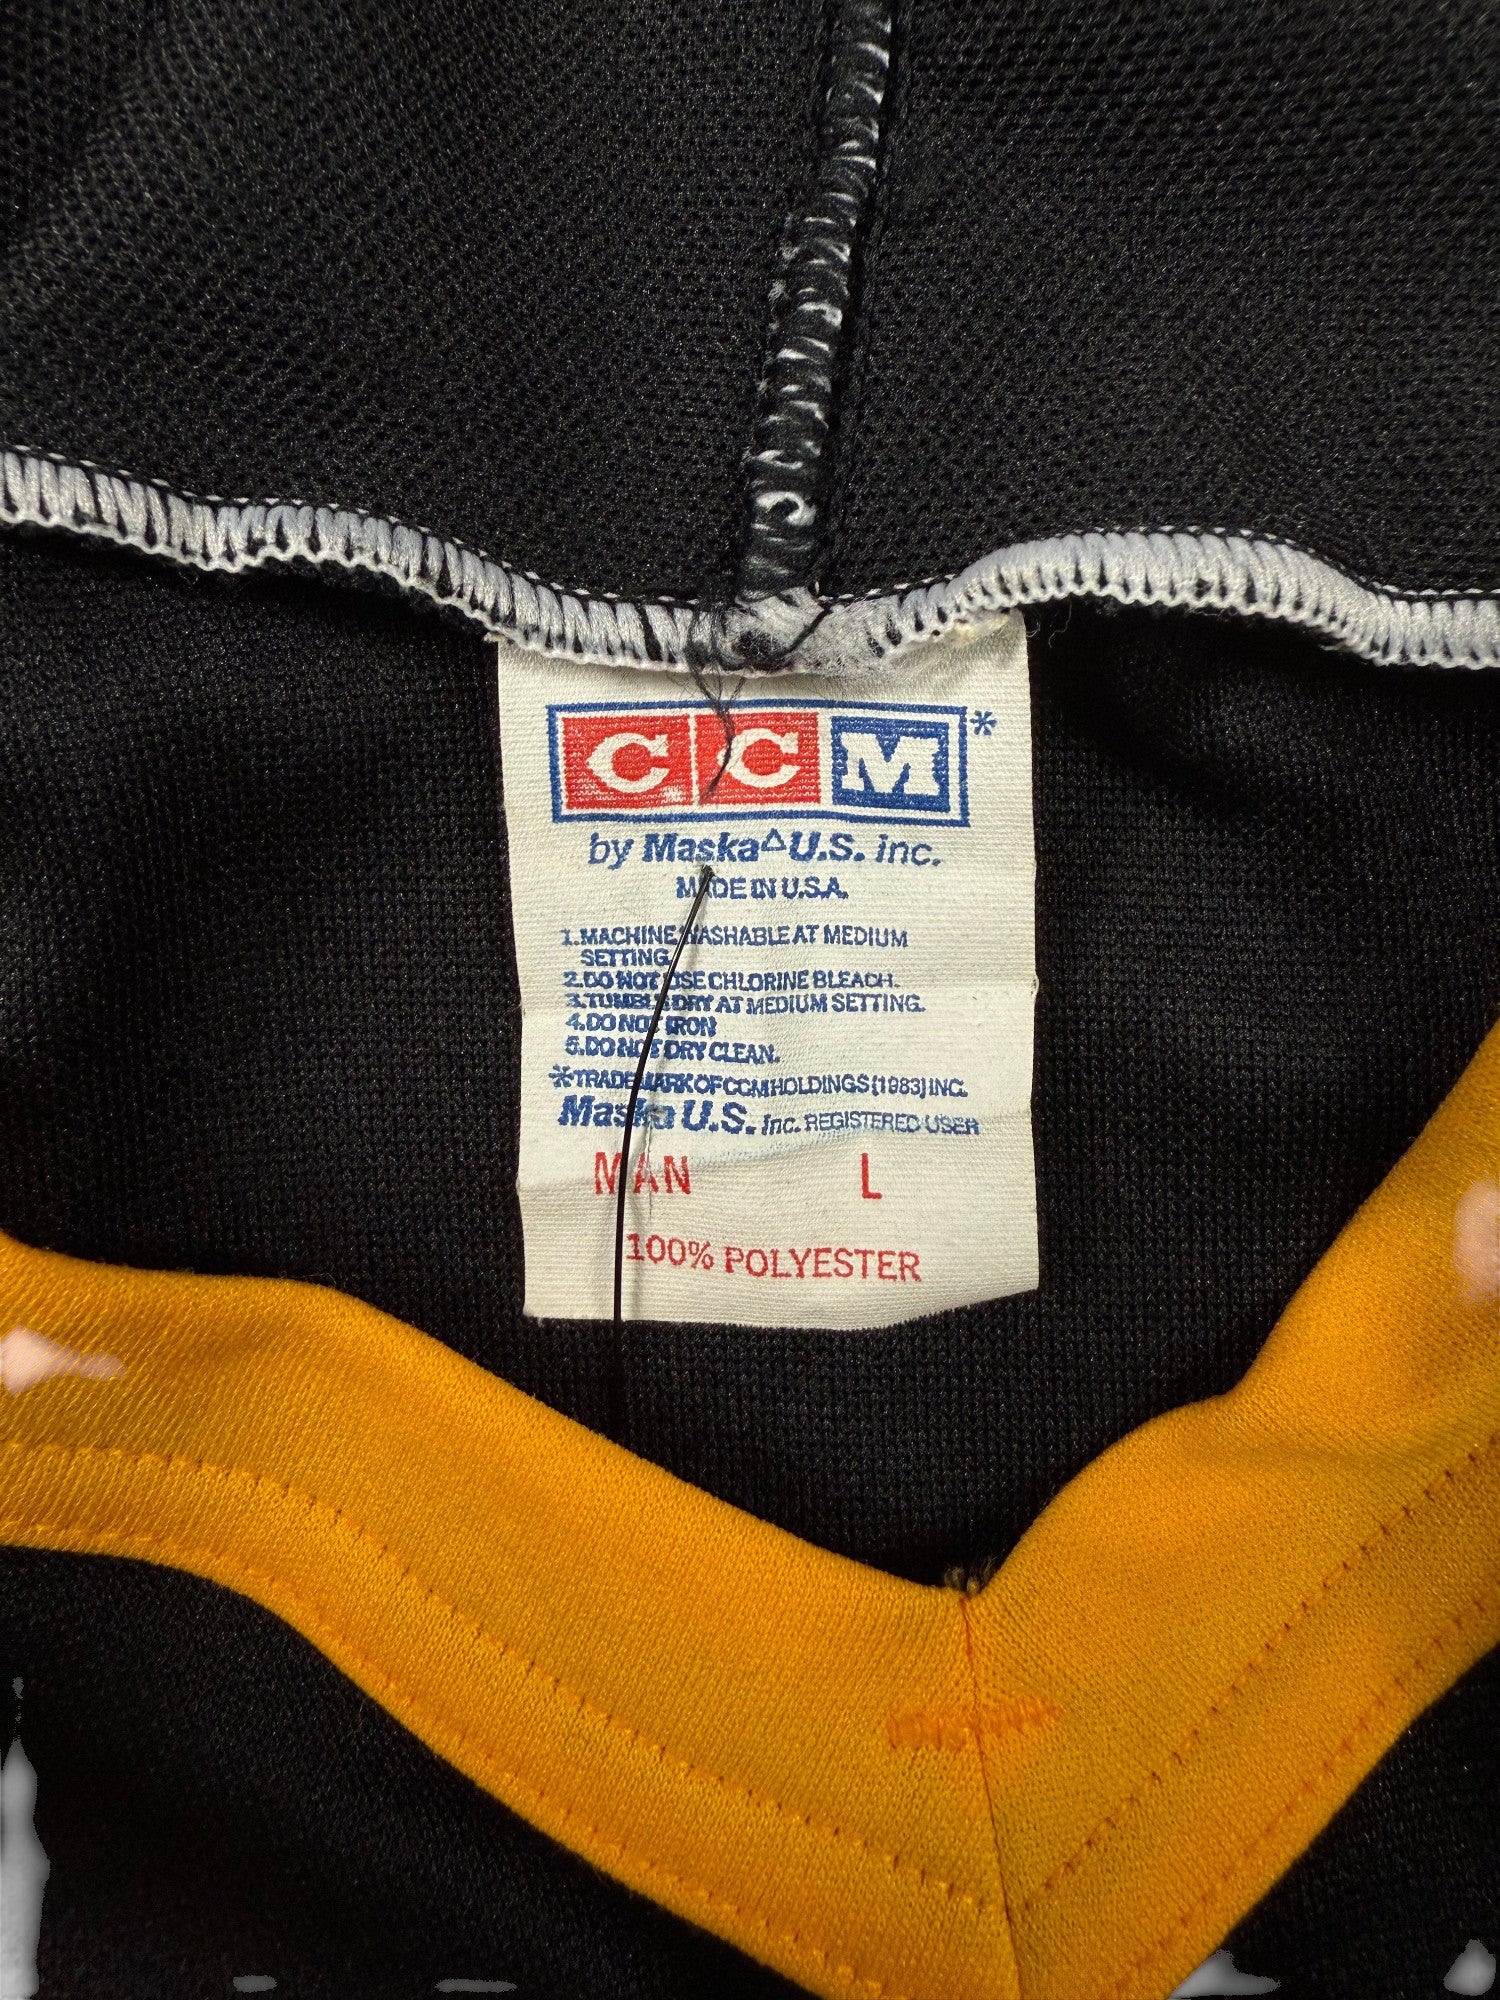 CCM*
by Maska△U.S. inc.
MADE IN U.S.A.
1.MACHINE WASHABLE AT MEDIUM
SETTING.
2.DO NOT USE CHLORINE BLEACH.
3.TUMBLE DRY AT MEDIUM SETTING.
4.DO NOT IRON
5.DO NOT DRY CLEAN.
*TRADEMARK OF CCM HOLDINGS (1983) INC.
Maska U.S. Inc. REGISTERED USER
MAN L
100% POLYESTER